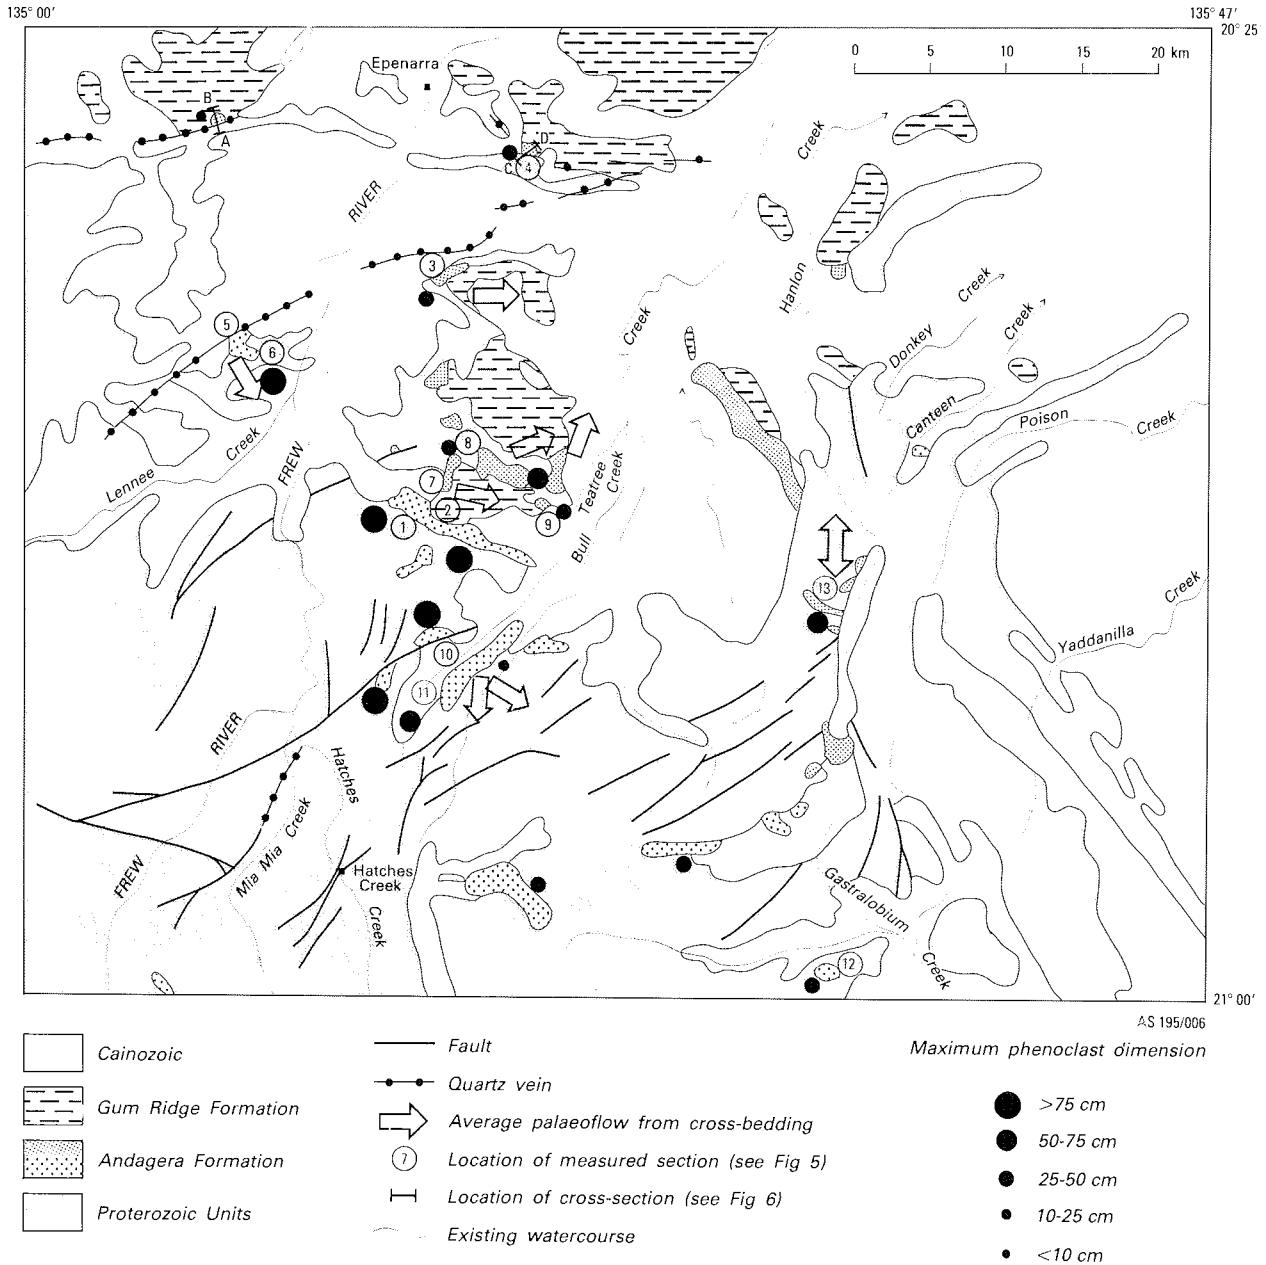 135° 00′
135° 47′
20° 25
0 5 10 15 20 km
Epenarra
B
A
D
C
4
Creek
RIVER
3
Hanlon
Creek
Creek
Creek
5
6
Donkey
Canteen
Poison
Creek
Lennee
Creek
FREW
8
7
2
1
9
Bull
Teatree
Creek
13
Creek
Yaddanilla
10
11
RIVER
Hatches
Mia Mia
Creek
FREW
Hatches
Creek
Creek
Gastralobium
Creek
12
21° 00′
AS 195/006
Cainozoic
Gum Ridge Formation
Andagera Formation
Proterozoic Units
Fault
Quartz vein
Average palaeoflow from cross-bedding
7
Location of measured section (see Fig 5)
Location of cross-section (see Fig 6)
Existing watercourse
Maximum phenoclast dimension
>75 cm
50-75 cm
25-50 cm
10-25 cm
<10 cm